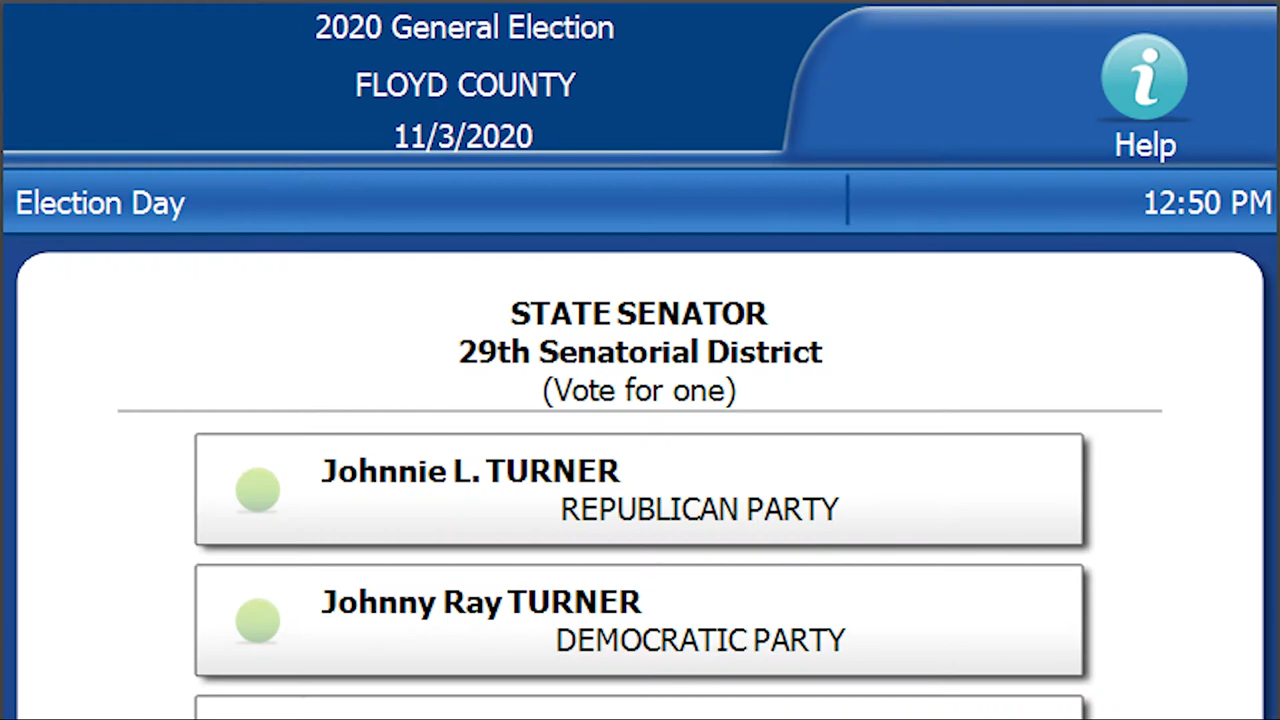 2020 General Election
FLOYD COUNTY
11/3/2020
Help
Election Day
12:50 PM
STATE SENATOR
29th Senatorial District
(Vote for one)
Johnnie L. TURNER
REPUBLICAN PARTY
Johnny Ray TURNER
DEMOCRATIC PARTY